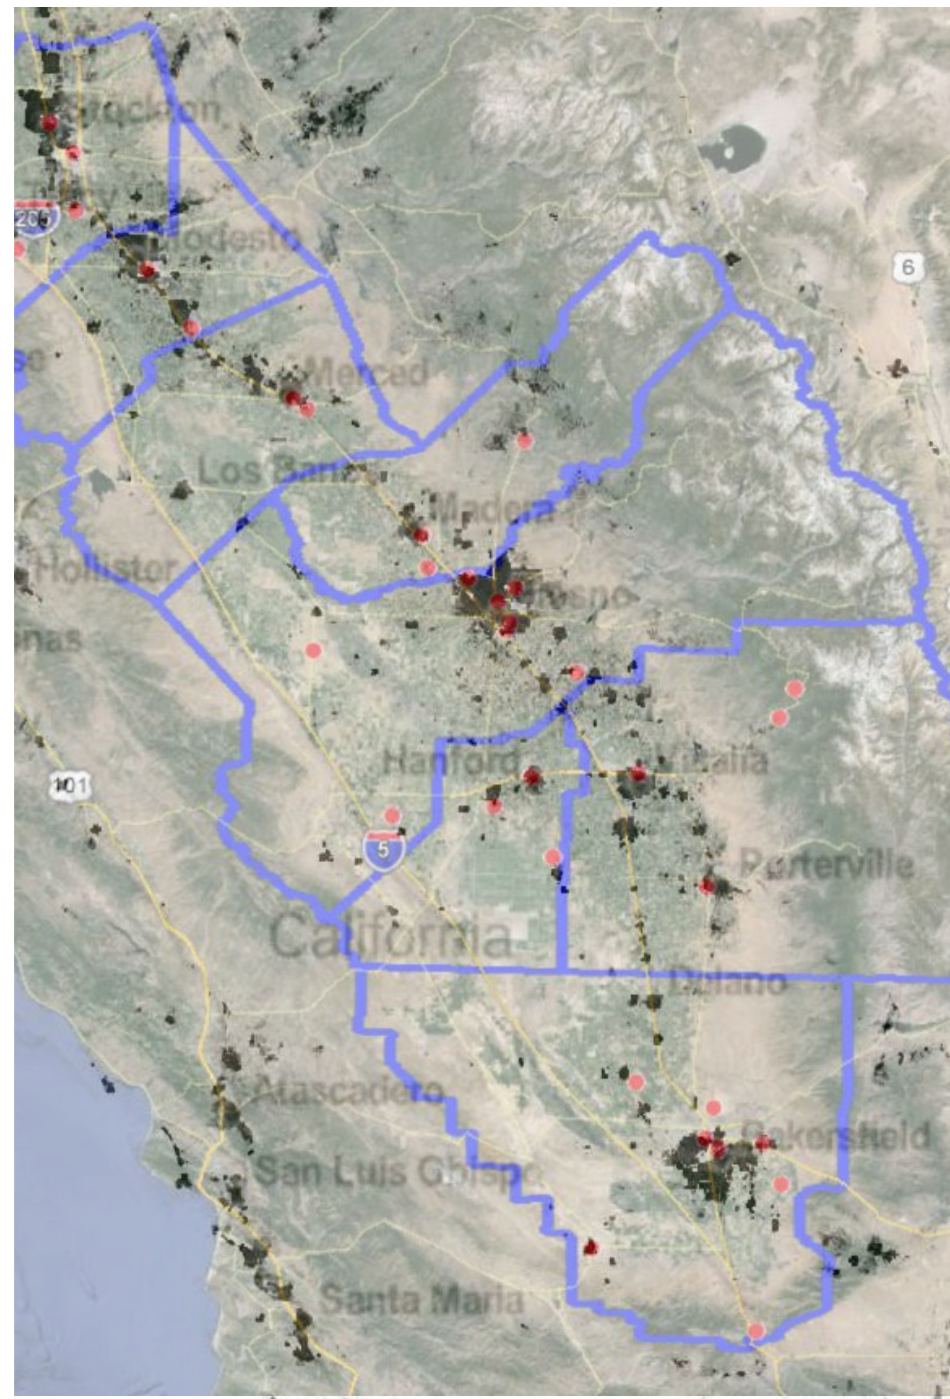 Stockton
205
Modesto
6
Merced
Los Banos
Madera
Hollister
Fresno
nas
101
Hanford
Visalia
5
Porterville
California
Delano
Atascadero
Bakersfield
San Luis Obispo
Santa Maria